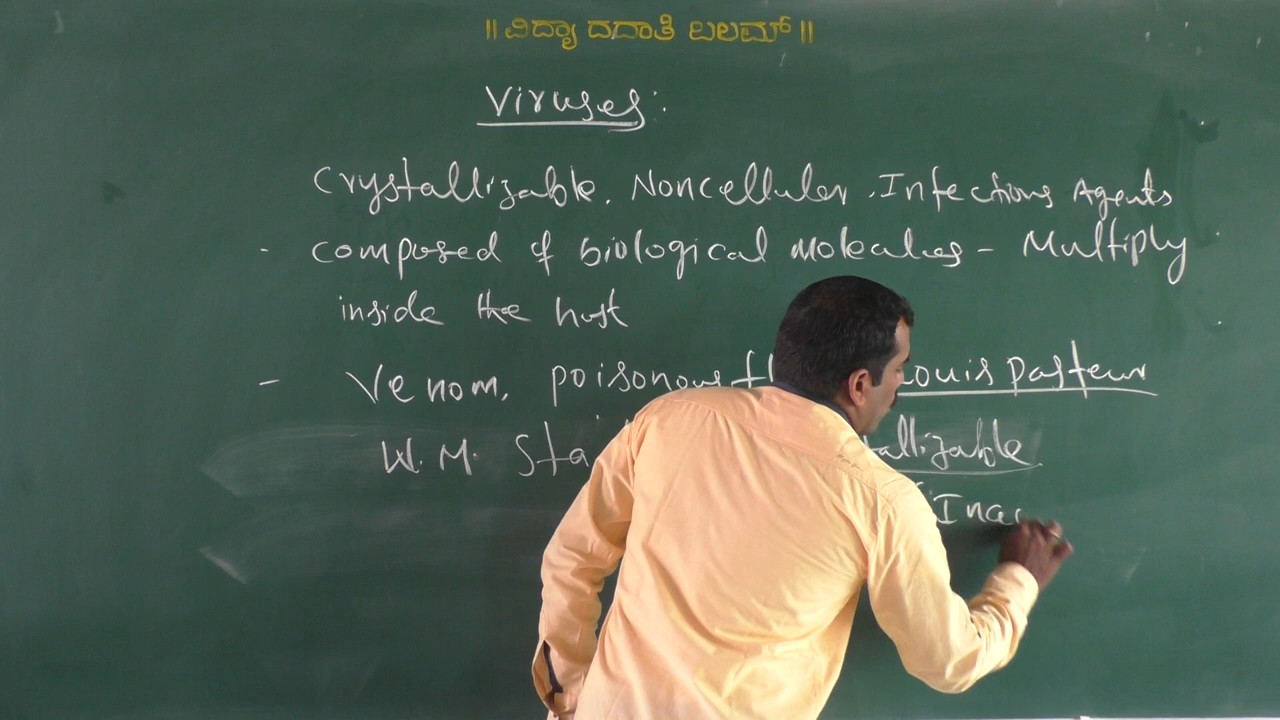 ॥ ವಿದ್ಯಾ ದದಾತಿ ಬಲಮ್ ॥
Viruses:
Crystallizable. Noncellular. Infectious Agents
- composed of biological molecules - Multiply
inside the host
- Venom, poisonous Louis Pasteur
W. M. Sta allizable
(Inac